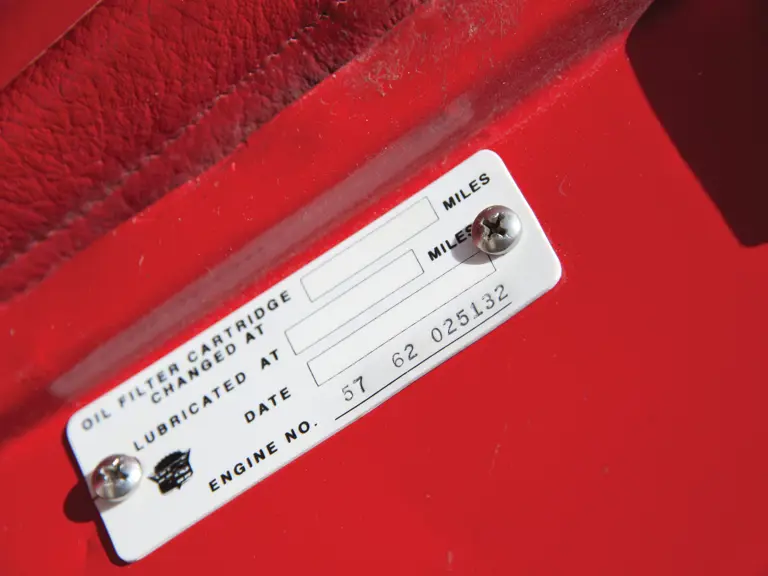 OIL FILTER CARTRIDGE
CHANGED AT MILES
LUBRICATED AT MILES
DATE
ENGINE NO. 57 62 025132